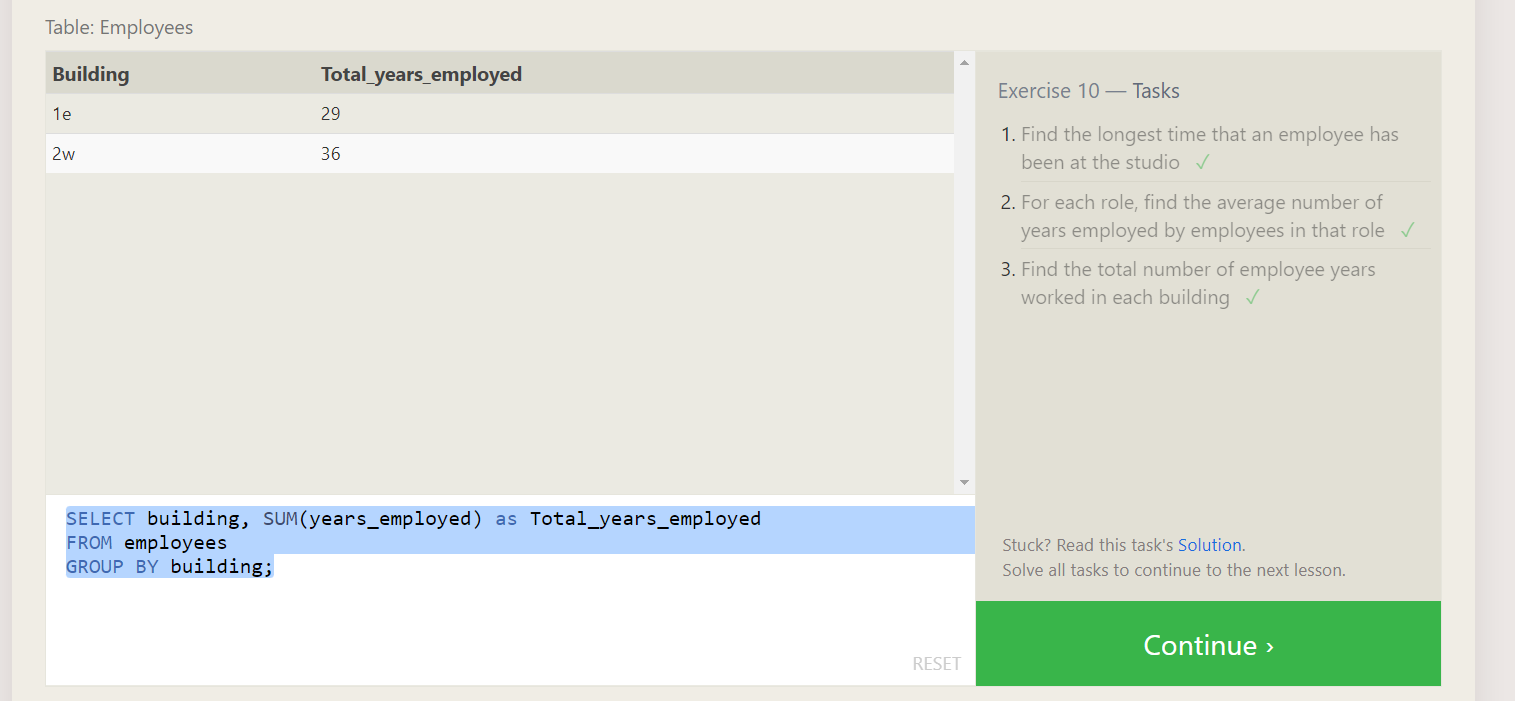 Table: Employees
Building Total_years_employed
1e 29
2w 36
SELECT building, SUM(years_employed) as Total_years_employed
FROM employees
GROUP BY building;
RESET
Exercise 10 — Tasks
1. Find the longest time that an employee has
been at the studio ✓
2. For each role, find the average number of
years employed by employees in that role ✓
3. Find the total number of employee years
worked in each building ✓
Stuck? Read this task's Solution.
Solve all tasks to continue to the next lesson.
Continue ›